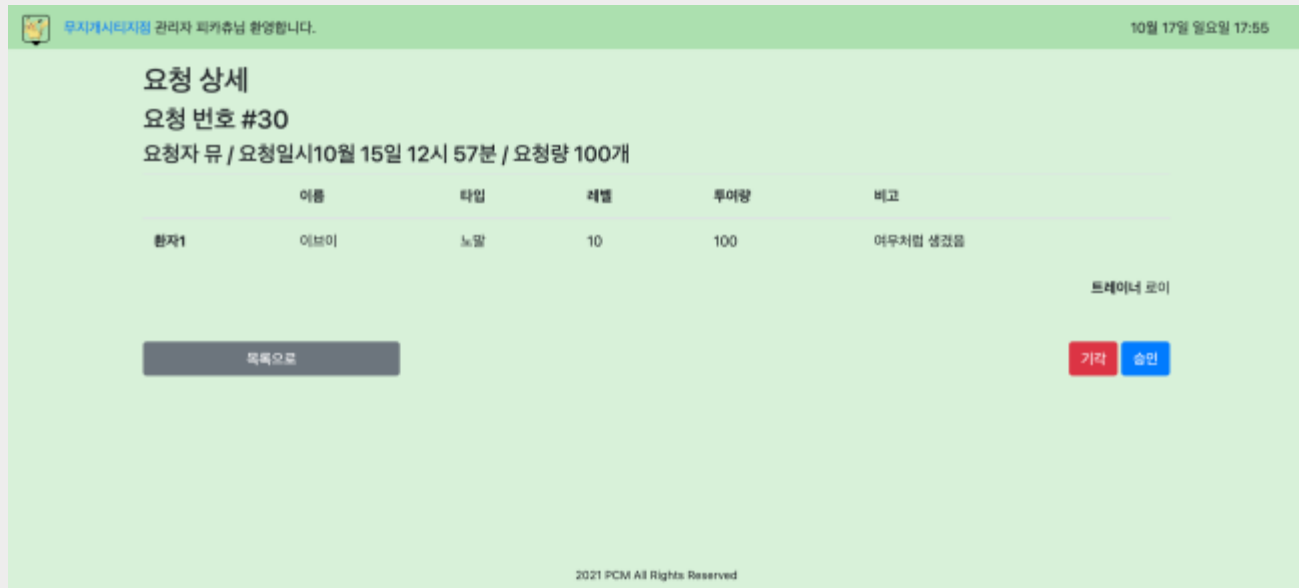 무지개시티지점 관리자 피카츄님 환영합니다.
10월 17일 일요일 17:55
요청 상세
요청 번호 #30
요청자 뮤 / 요청일시10월 15일 12시 57분 / 요청량 100개
이름 타입 레벨 투여량 비고
환자1 이브이 노말 10 100 여우처럼 생겼음
트레이너 로이
목록으로 기각 승인
2021 PCM All Rights Reserved